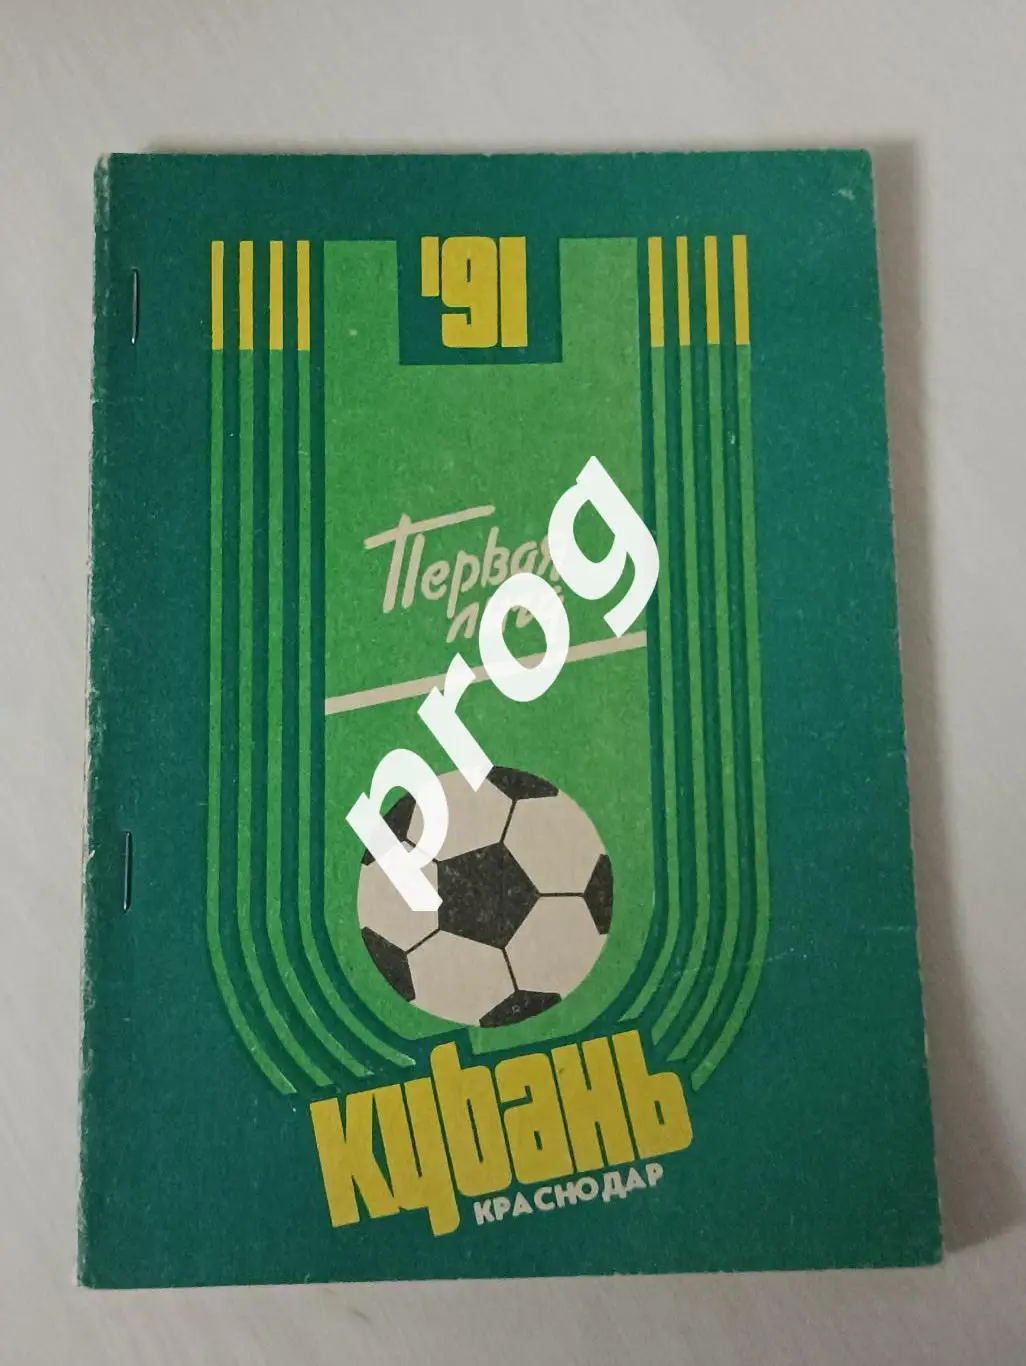 '91
Первая
лига
prog
Кубань
КРАСНОДАР